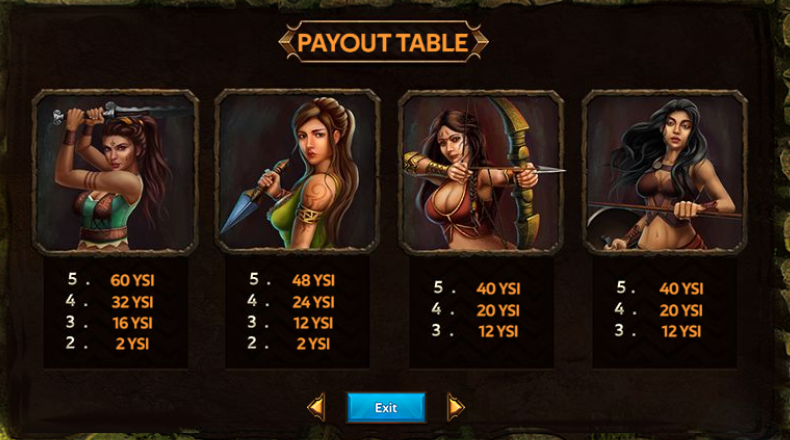 PAYOUT TABLE
5 . 60 YSI
4 . 32 YSI
3 . 16 YSI
2 . 2 YSI
5 . 48 YSI
4 . 24 YSI
3 . 12 YSI
2 . 2 YSI
5 . 40 YSI
4 . 20 YSI
3 . 12 YSI
5 . 40 YSI
4 . 20 YSI
3 . 12 YSI
Exit